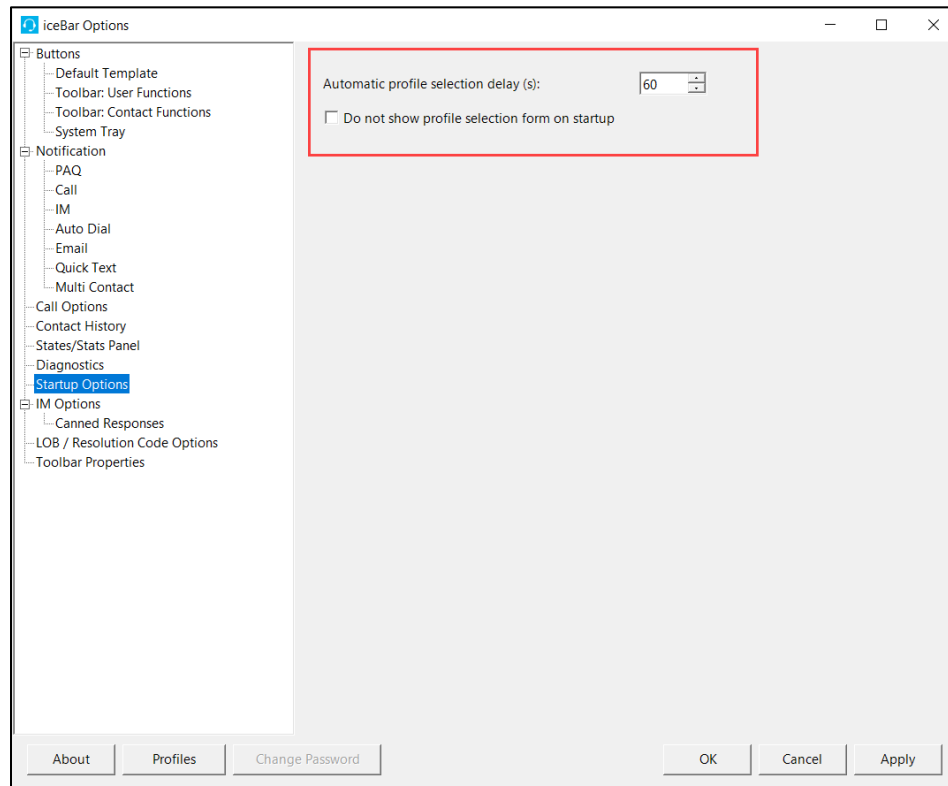 iceBar Options
Buttons
Default Template
Toolbar: User Functions
Toolbar: Contact Functions
System Tray
Notification
PAQ
Call
IM
Auto Dial
Email
Quick Text
Multi Contact
Call Options
Contact History
States/Stats Panel
Diagnostics
Startup Options
IM Options
Canned Responses
LOB / Resolution Code Options
Toolbar Properties
Automatic profile selection delay (s): 60
Do not show profile selection form on startup
About Profiles Change Password OK Cancel Apply